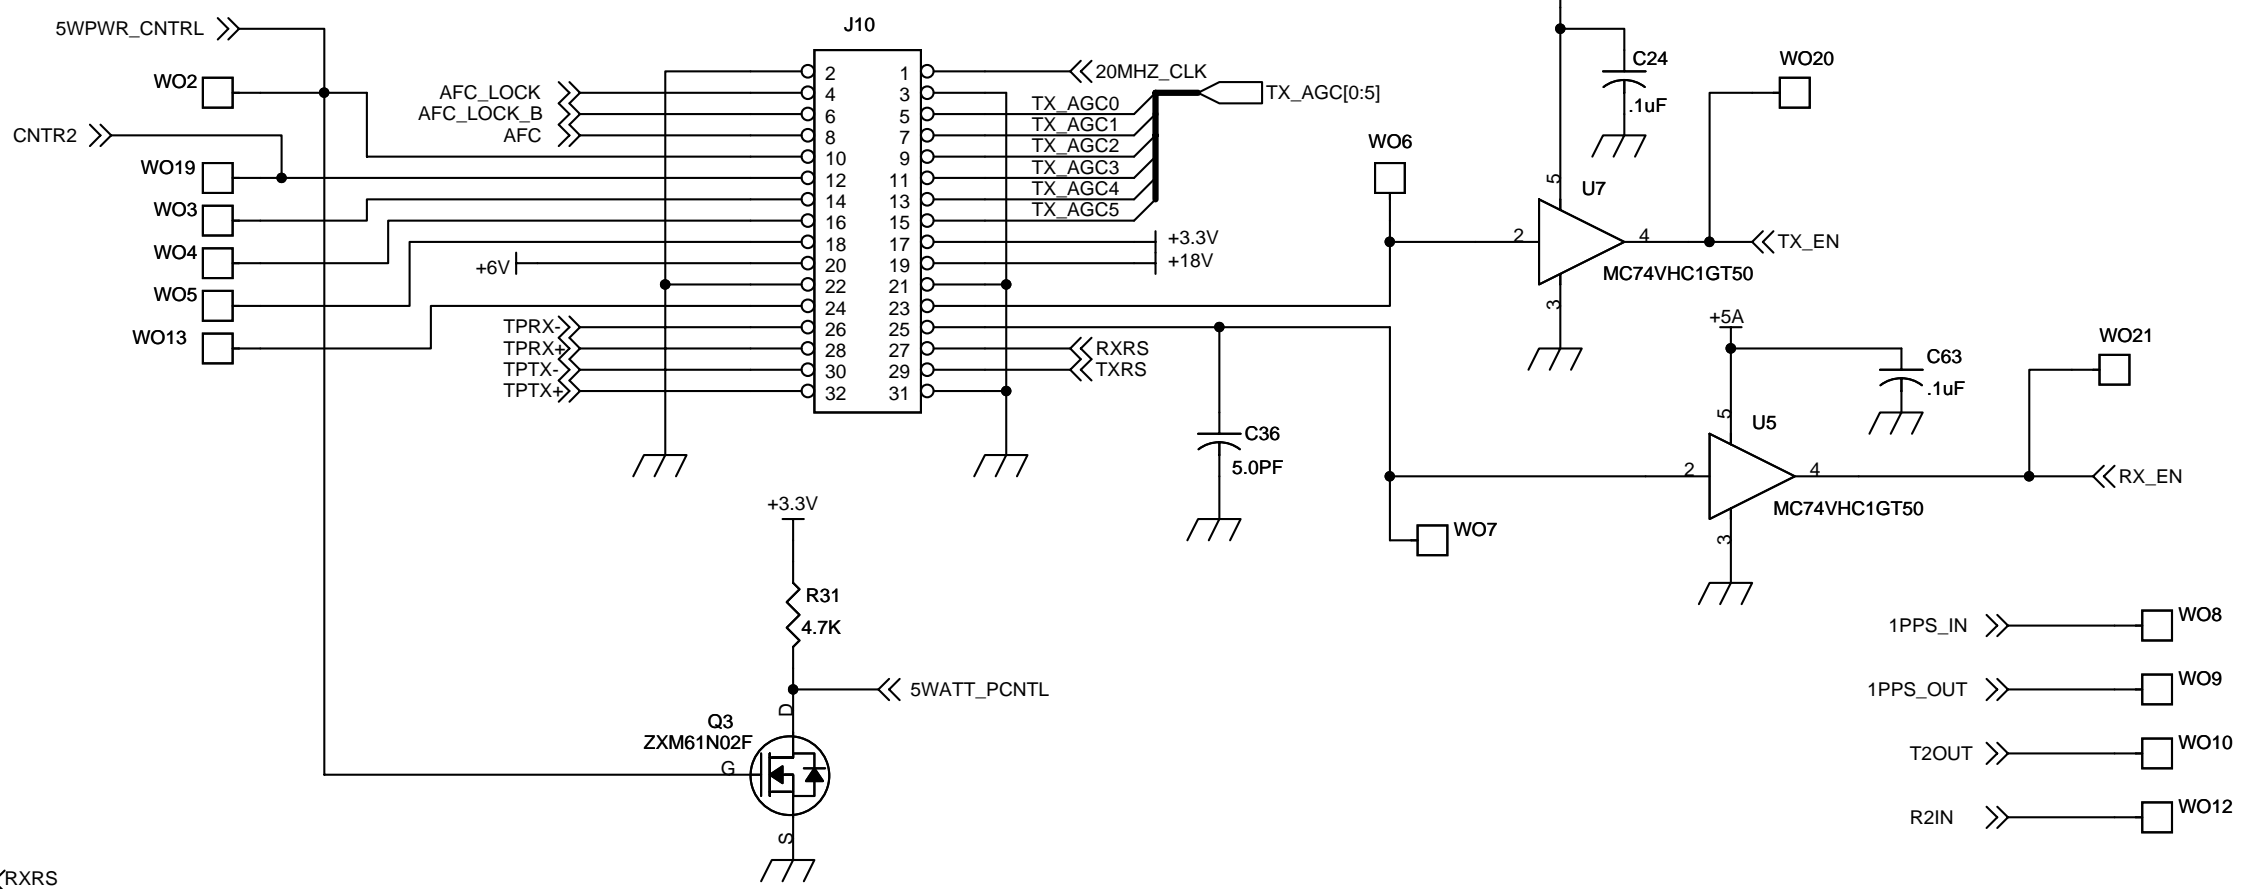 5WPWR_CNTRL
J10
WO2
CNTR2
WO19
WO3
WO4
WO5
WO13
AFC_LOCK
AFC_LOCK_B
AFC
+6V
TPRX-
TPRX+
TPTX-
TPTX+
2 1
4 3
6 5
8 7
10 9
12 11
14 13
16 15
18 17
20 19
22 21
24 23
26 25
28 27
30 29
32 31
20MHZ_CLK
TX_AGC0
TX_AGC1
TX_AGC2
TX_AGC3
TX_AGC4
TX_AGC5
TX_AGC[0:5]
+3.3V
+18V
RXRS
TXRS
C36
5.0PF
WO6
WO7
C24
.1uF
WO20
5
U7
2
4
TX_EN
MC74VHC1GT50
3
+5A
C63
.1uF
WO21
5
U5
2
4
RX_EN
MC74VHC1GT50
3
+3.3V
R31
4.7K
5WATT_PCNTL
D
Q3
ZXM61N02F
G
S
1PPS_IN
WO8
1PPS_OUT
WO9
T2OUT
WO10
R2IN
WO12
RXRS